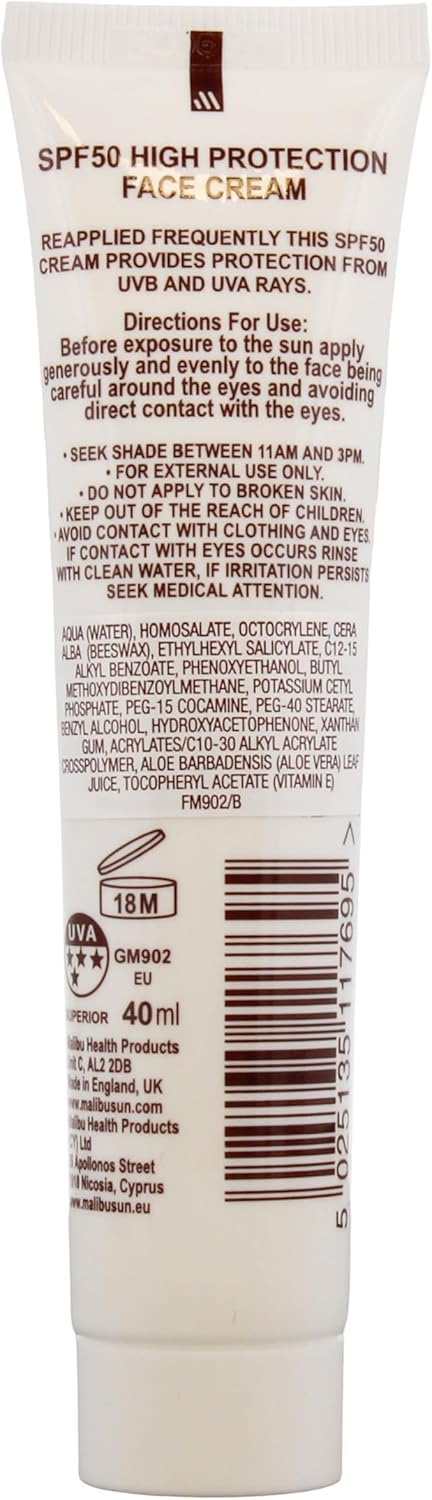 SPF50 HIGH PROTECTION
FACE CREAM
REAPPLIED FREQUENTLY THIS SPF50
CREAM PROVIDES PROTECTION FROM
UVB AND UVA RAYS.
Directions For Use:
Before exposure to the sun apply
generously and evenly to the face being
careful around the eyes and avoiding
direct contact with the eyes.
• SEEK SHADE BETWEEN 11AM AND 3PM.
• FOR EXTERNAL USE ONLY.
• DO NOT APPLY TO BROKEN SKIN.
• KEEP OUT OF THE REACH OF CHILDREN.
• AVOID CONTACT WITH CLOTHING AND EYES.
IF CONTACT WITH EYES OCCURS RINSE
WITH CLEAN WATER, IF IRRITATION PERSISTS
SEEK MEDICAL ATTENTION.
AQUA (WATER), HOMOSALATE, OCTOCRYLENE, CERA
ALBA (BEESWAX), ETHYLHEXYL SALICYLATE, C12-15
ALKYL BENZOATE, PHENOXYETHANOL, BUTYL
METHOXYDIBENZOYLMETHANE, POTASSIUM CETYL
PHOSPHATE, PEG-15 COCAMINE, PEG-40 STEARATE,
BENZYL ALCOHOL, HYDROXYACETOPHENONE, XANTHAN
GUM, ACRYLATES/C10-30 ALKYL ACRYLATE
CROSSPOLYMER, ALOE BARBADENSIS (ALOE VERA) LEAF
JUICE, TOCOPHERYL ACETATE (VITAMIN E)
FM902/B
18M
UVA
GM902
EU
SUPERIOR 40ml
Malibu Health Products
Unit C, AL2 2DB
Made in England, UK
www.malibusun.com
Malibu Health Products
(CY) Ltd
Apollonos Street
Nicosia, Cyprus
www.malibusun.eu
5 025135 117695 >